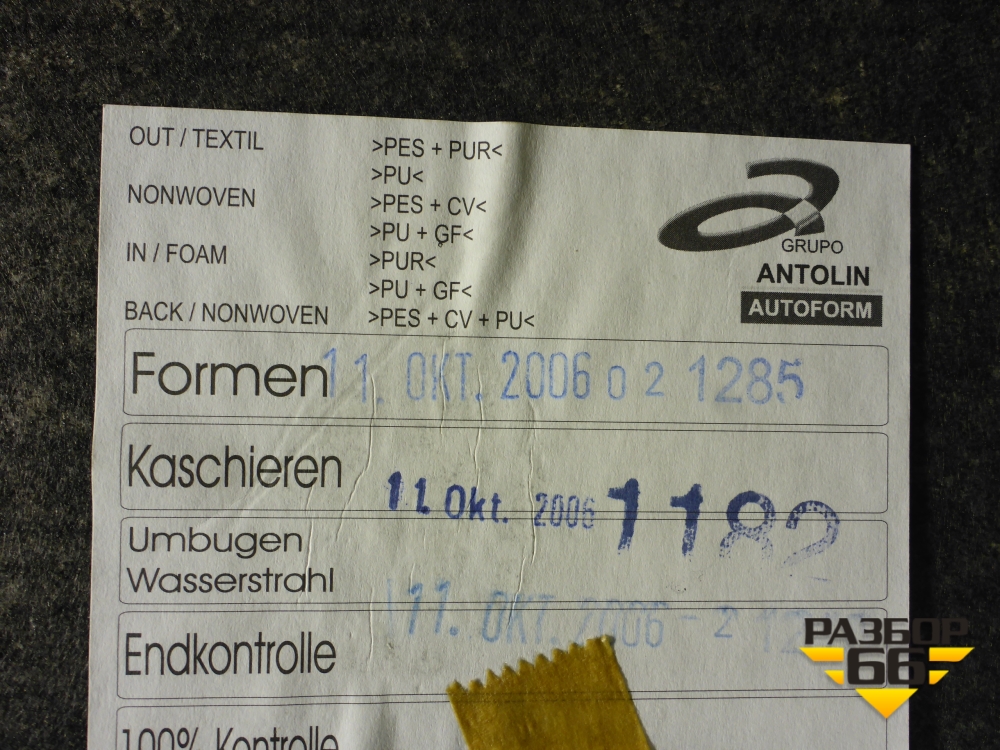 OUT / TEXTIL >PES + PUR<
>PU<
NONWOVEN >PES + CV<
>PU + GF<
IN / FOAM >PUR<
>PU + GF<
BACK / NONWOVEN >PES + CV + PU<
GRUPO
ANTOLIN
AUTOFORM
Formen 11. OKT. 2006 0 2 1285
Kaschieren
11. Okt. 2006 1182
Umbugen
Wasserstrahl
11. OKT. 2006 - 2
Endkontrolle
100% Kontrolle
РАЗБОР
66